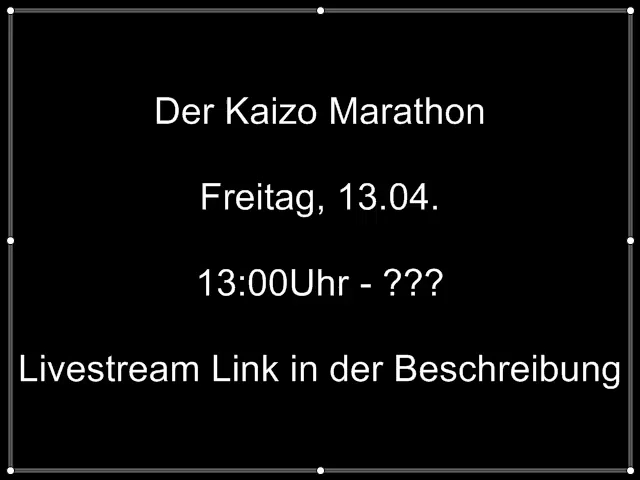 Der Kaizo Marathon
Freitag, 13.04.
13:00Uhr - ???
Livestream Link in der Beschreibung